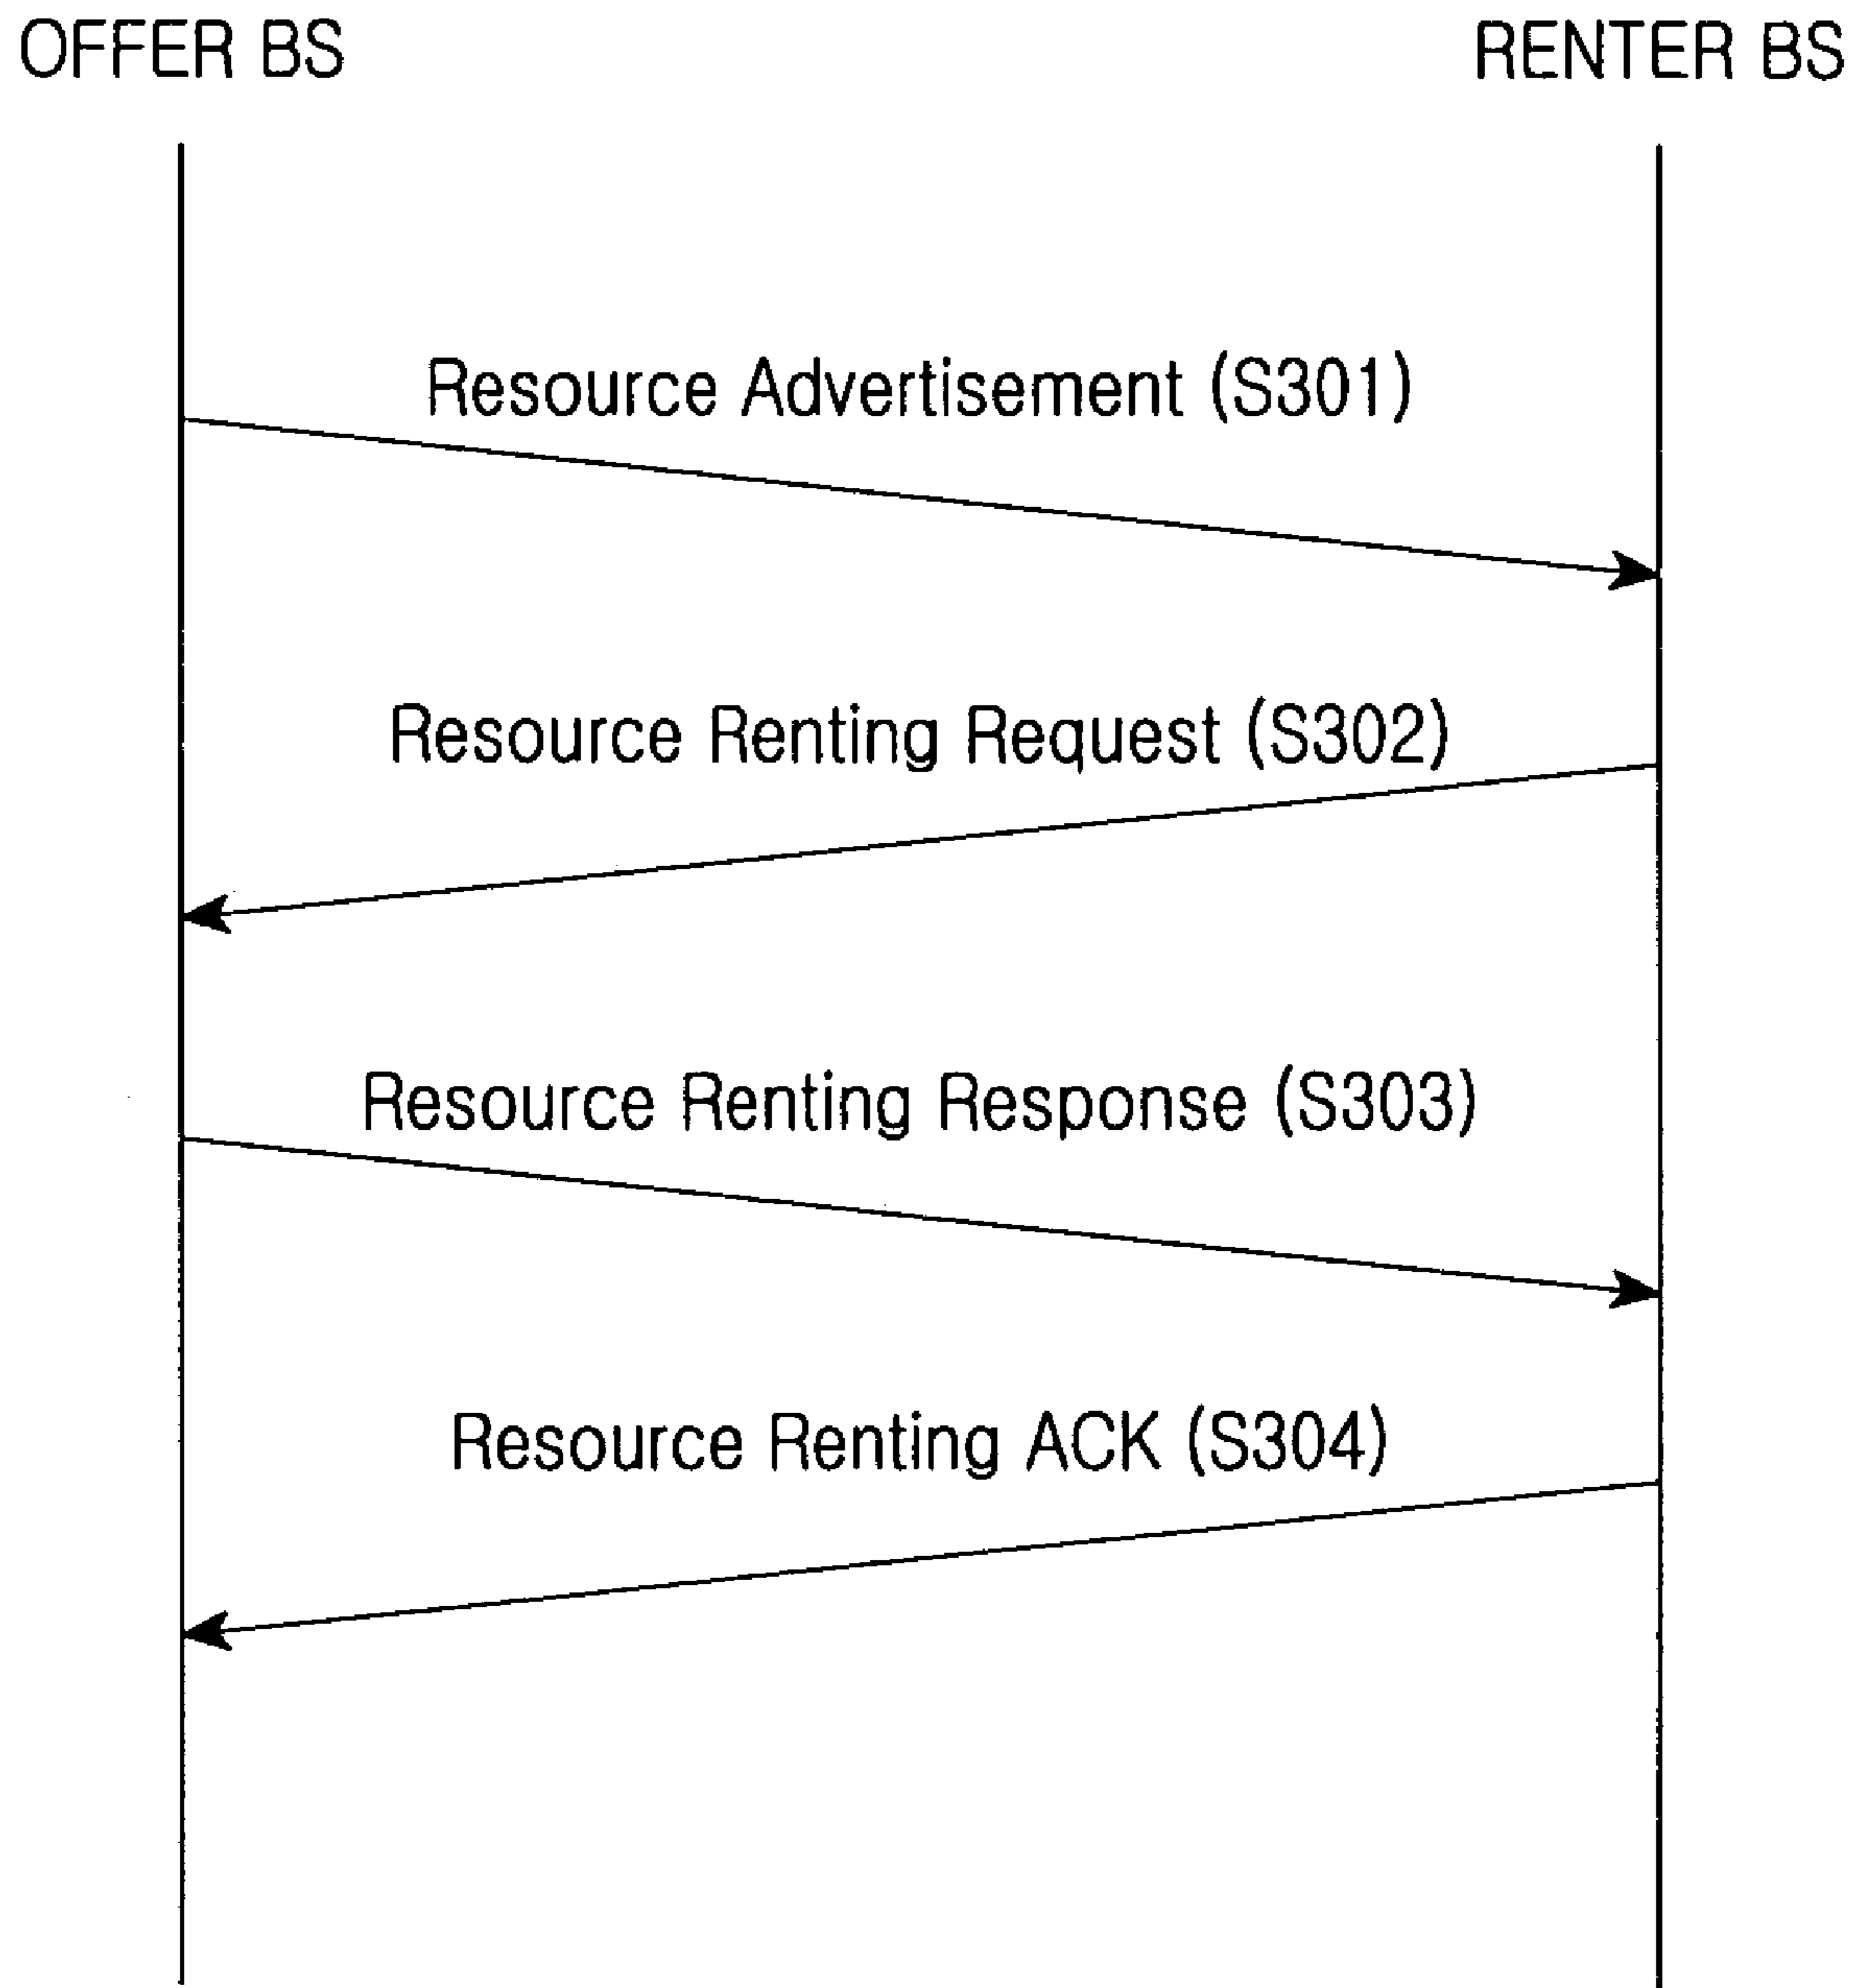 OFFER BS
RENTER BS
Resource Advertisement (S301)
Resource Renting Request (S302)
Resource Renting Response (S303)
Resource Renting ACK (S304)